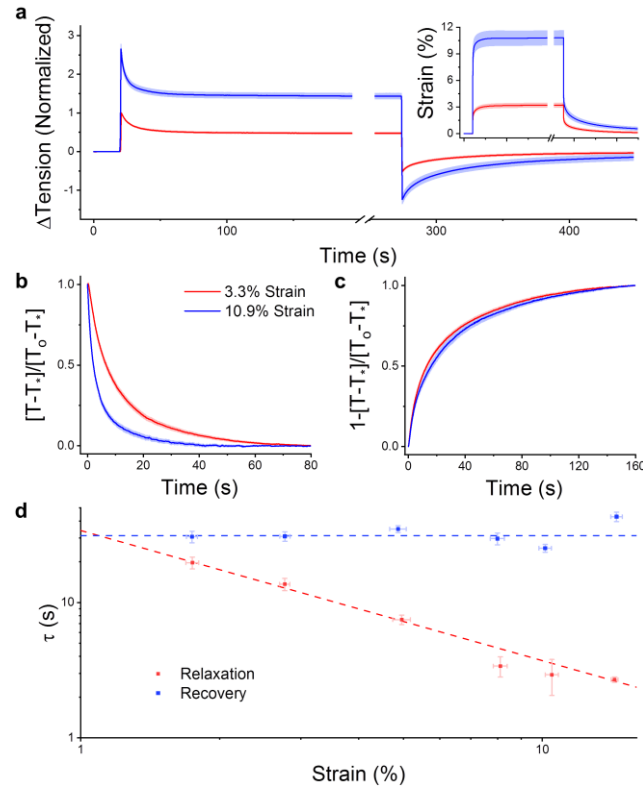 a
ΔTension (Normalized)
2
1
0
-1
0
100
300
400
Time (s)
Strain (%)
12
9
6
3
0
b
[T-T*]/[To-T*]
1.0
0.5
0.0
0
20
40
60
80
Time (s)
3.3% Strain
10.9% Strain
c
1-[T-T*]/[To-T*]
1.0
0.5
0.0
0
40
80
120
160
Time (s)
d
τ (s)
10
1
Relaxation
Recovery
1
10
Strain (%)